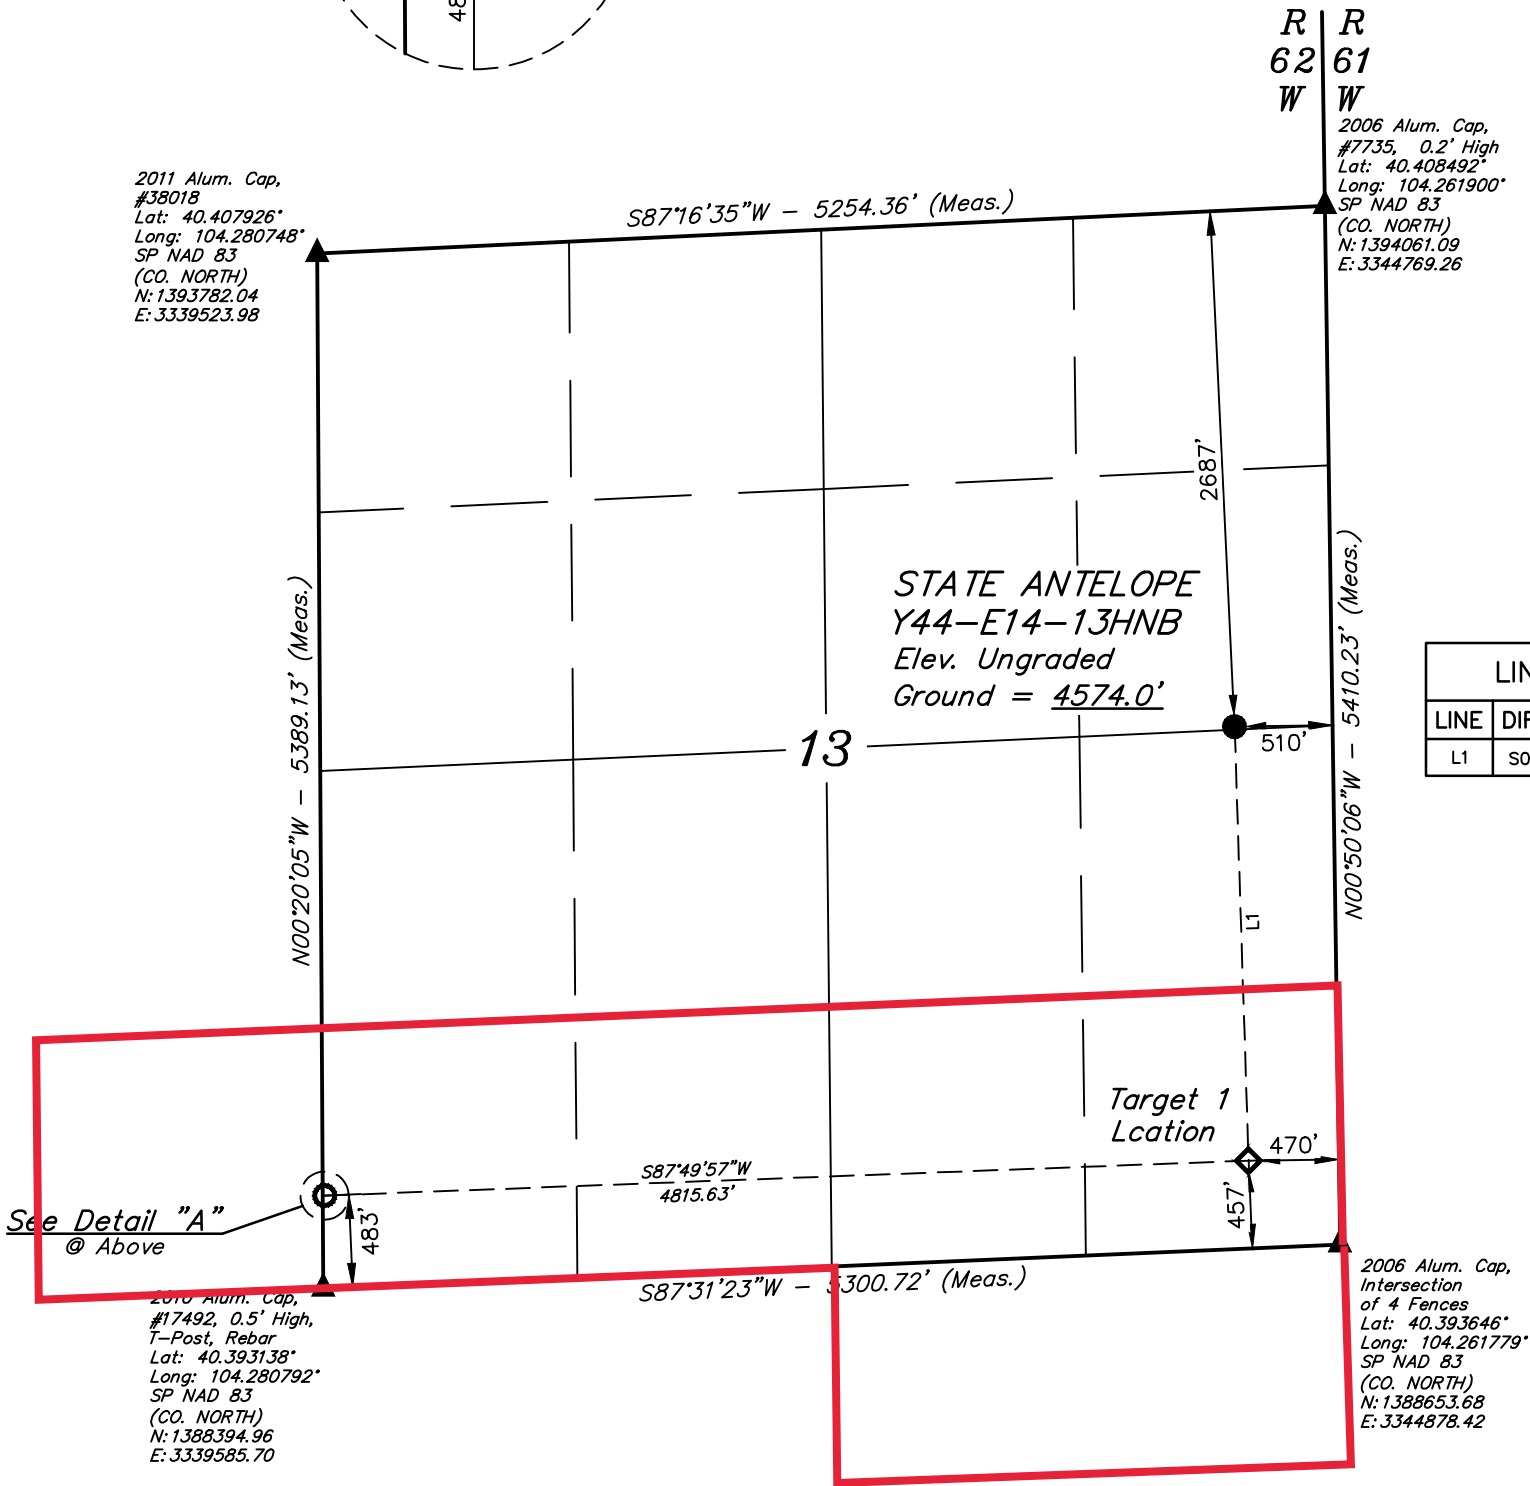 48
R R
62 61
W W
2006 Alum. Cap,
#7735, 0.2' High
Lat: 40.408492°
Long: 104.261900°
SP NAD 83
(CO. NORTH)
N:1394061.09
E:3344769.26
2011 Alum. Cap,
#38018
Lat: 40.407926°
Long: 104.280748°
SP NAD 83
(CO. NORTH)
N:1393782.04
E:3339523.98
S87°16'35"W – 5254.36' (Meas.)
2687'
STATE ANTELOPE
Y44–E14–13HNB
Elev. Ungraded
Ground = 4574.0'
N00°20'05"W – 5389.13' (Meas.)
N00°50'06"W – 5410.23' (Meas.)
13
510'
LIN
LINE DIF
L1 S0
L1
Target 1
Lcation
470'
457'
S87°49'57"W
4815.63'
483'
See Detail "A"
@ Above
S87°31'23"W – 5300.72' (Meas.)
2010 Alum. Cap,
#17492, 0.5' High,
T–Post, Rebar
Lat: 40.393138°
Long: 104.280792°
SP NAD 83
(CO. NORTH)
N:1388394.96
E:3339585.70
2006 Alum. Cap,
Intersection
of 4 Fences
Lat: 40.393646°
Long: 104.261779°
SP NAD 83
(CO. NORTH)
N:1388653.68
E:3344878.42